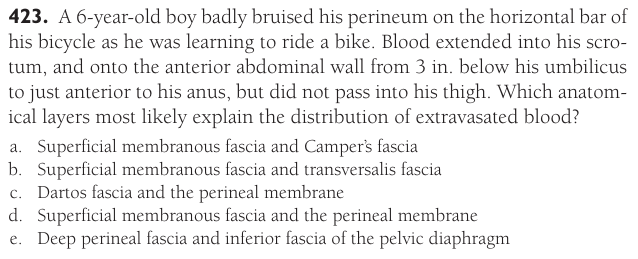 423. A 6-year-old boy badly bruised his perineum on the horizontal bar of
his bicycle as he was learning to ride a bike. Blood extended into his scro-
tum, and onto the anterior abdominal wall from 3 in. below his umbilicus
to just anterior to his anus, but did not pass into his thigh. Which anatom-
ical layers most likely explain the distribution of extravasated blood?
a. Superficial membranous fascia and Camper's fascia
b. Superficial membranous fascia and transversalis fascia
c. Dartos fascia and the perineal membrane
d. Superficial membranous fascia and the perineal membrane
e. Deep perineal fascia and inferior fascia of the pelvic diaphragm